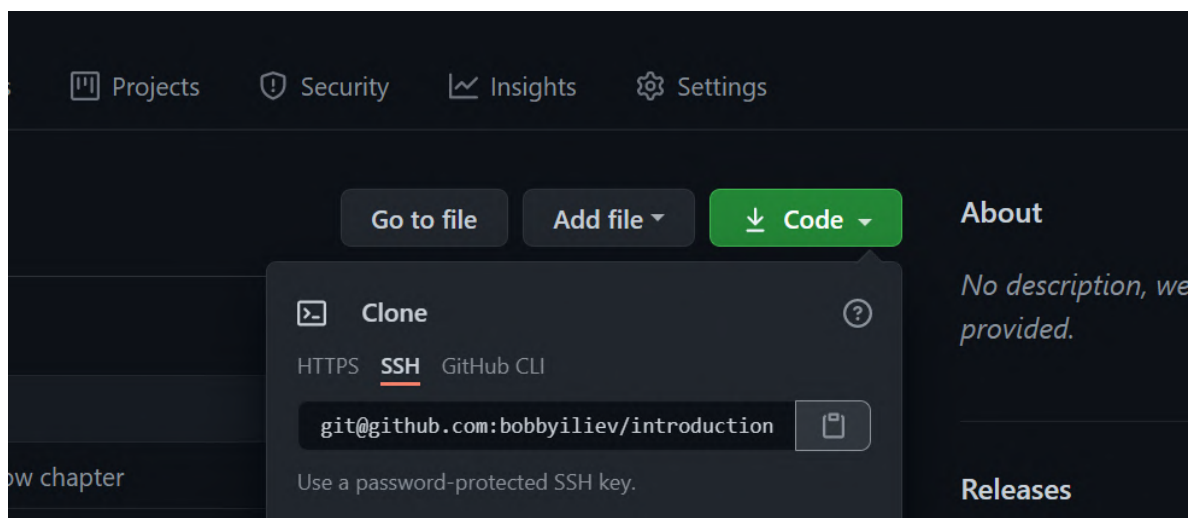 Projects Security Insights Settings
Go to file Add file Code
About
No description, we
provided.
Clone
HTTPS SSH GitHub CLI
git@github.com:bobbyiliev/introduction
Use a password-protected SSH key.
ow chapter
Releases